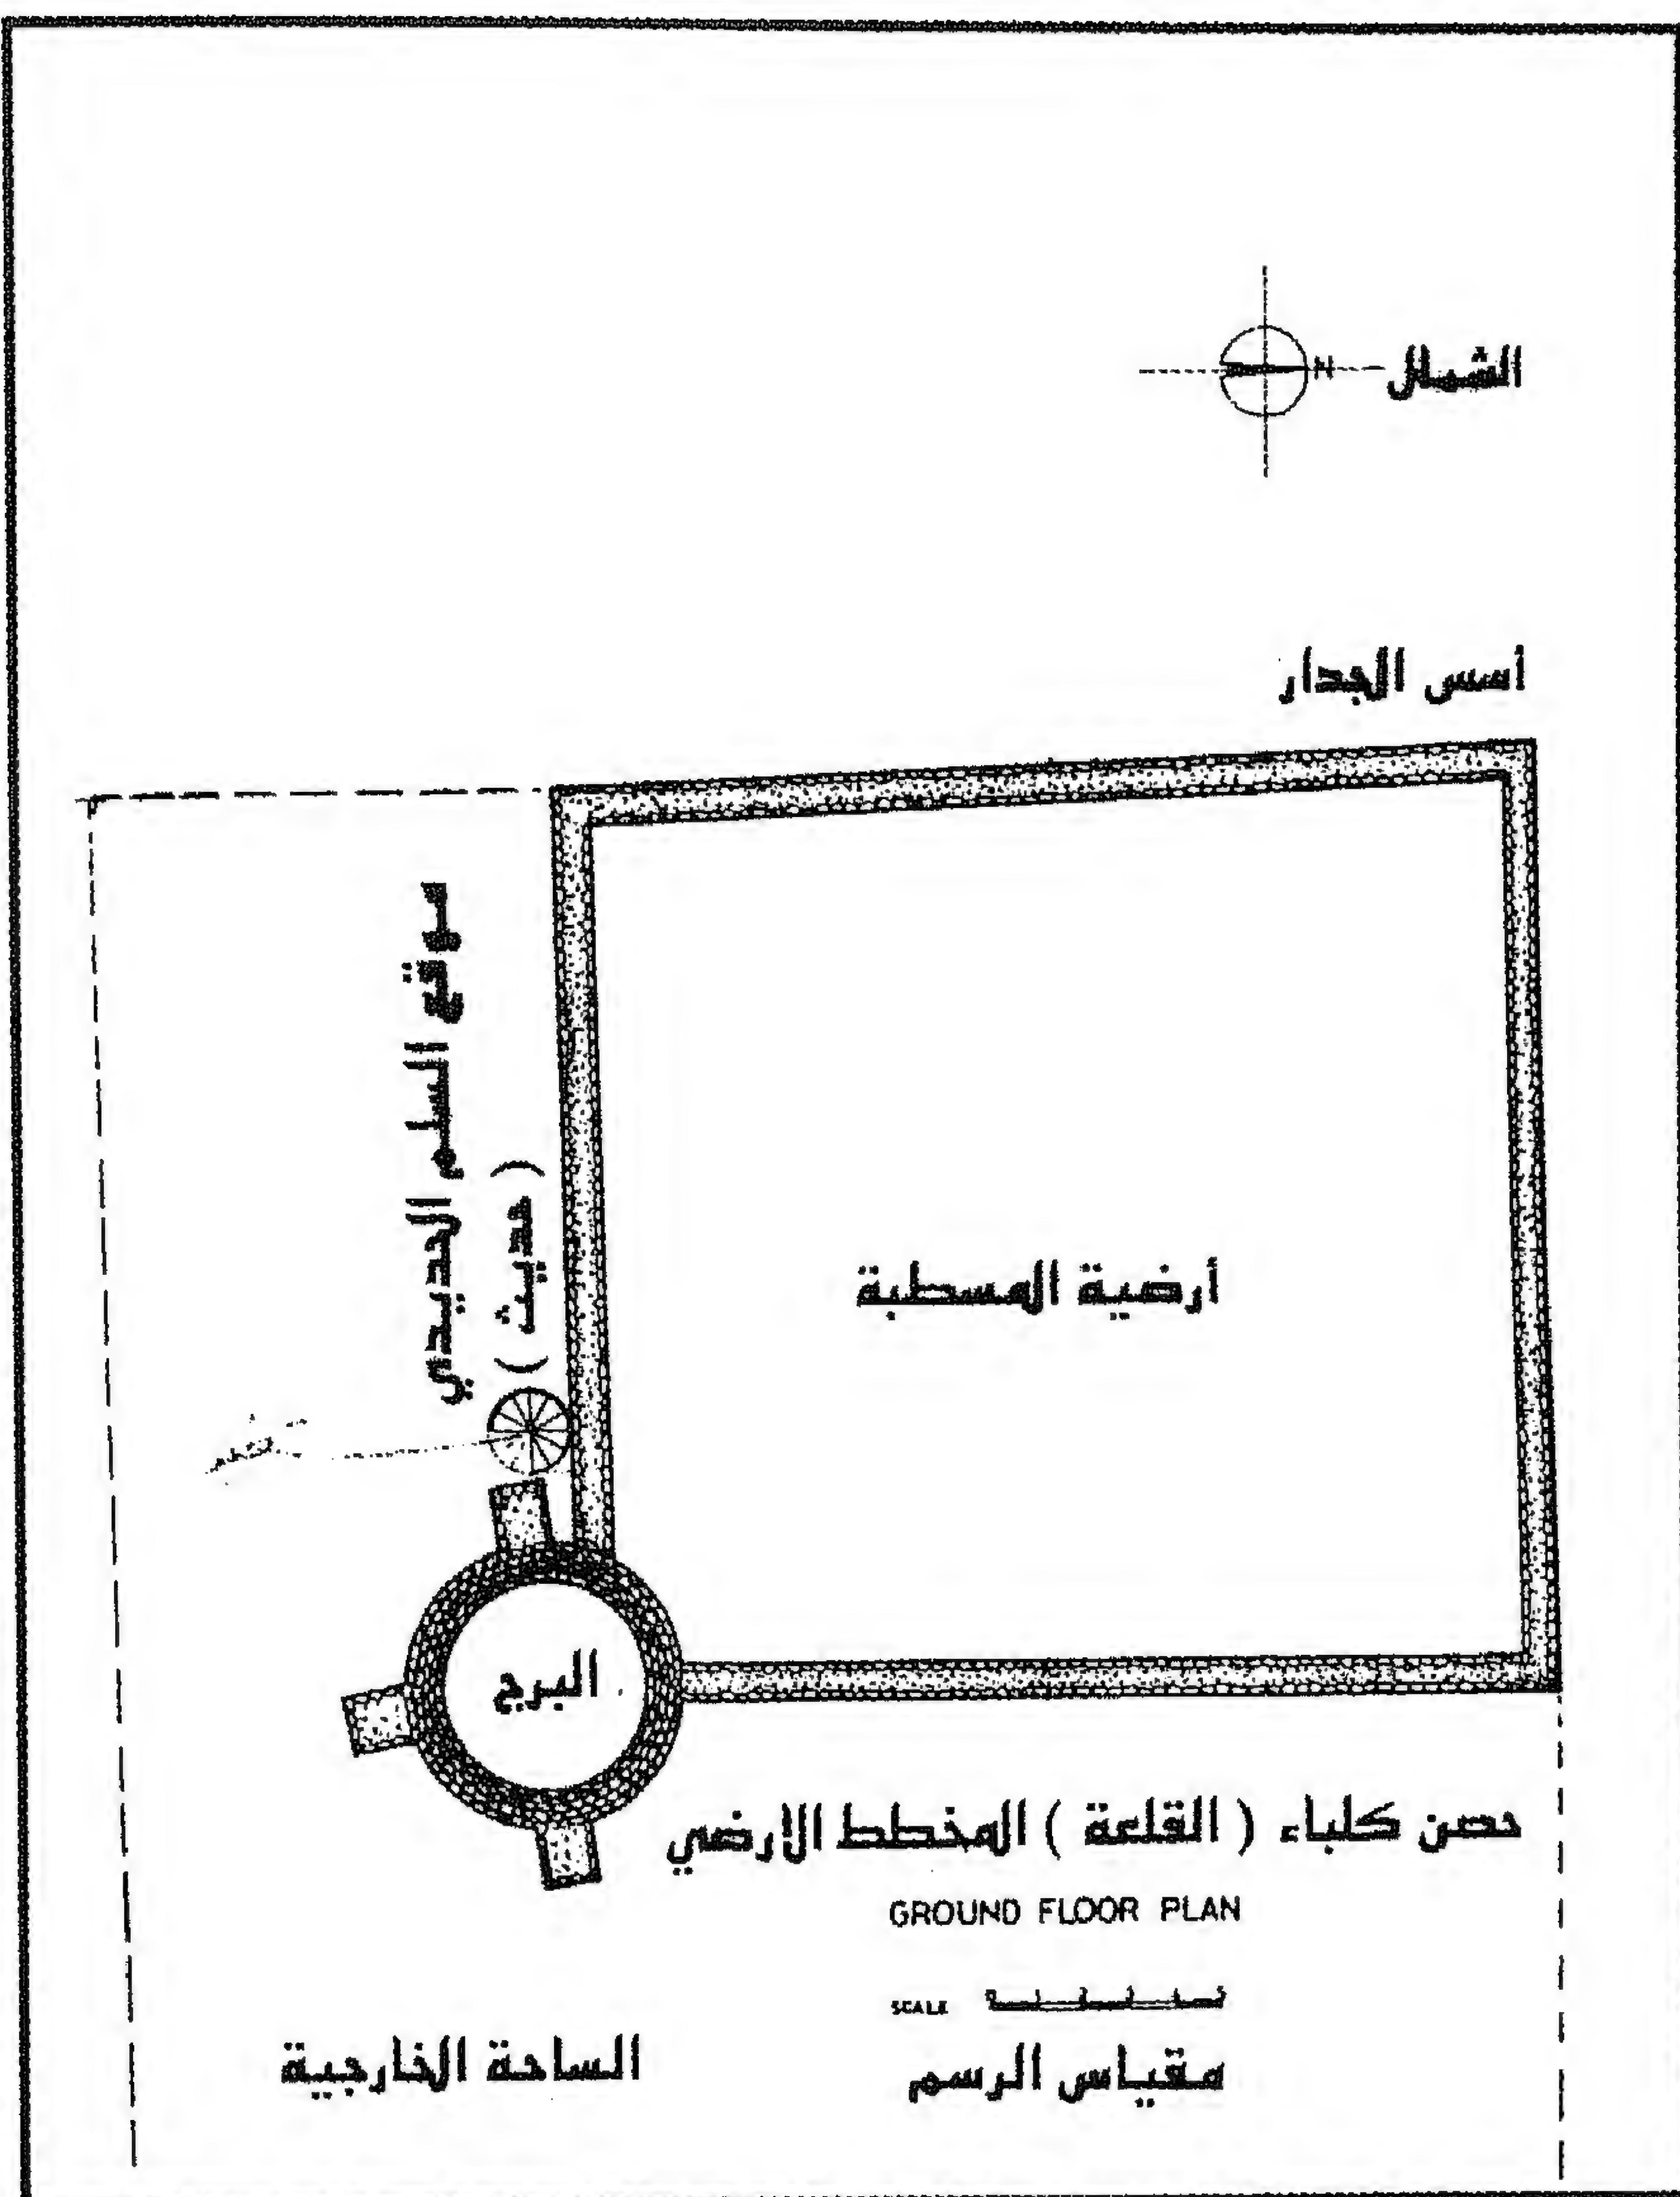 الشمال
N
أسس الجدار
موقع السلم الحديدي
( حديث )
أرضية المسطبة
البرج
حصن كلباء ( القلعة ) المخطط الارضي
GROUND FLOOR PLAN
SCALE
مقياس الرسم
الساحة الخارجية